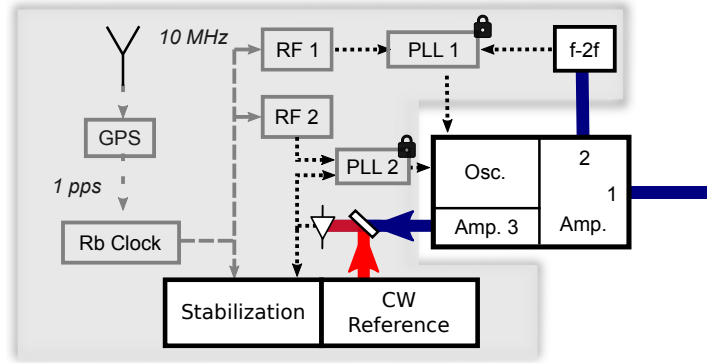 10 MHz
RF 1
PLL 1
f-2f
GPS
RF 2
PLL 2
Osc.
2
1
1 pps
Rb Clock
Amp. 3
Amp.
Stabilization
CW
Reference